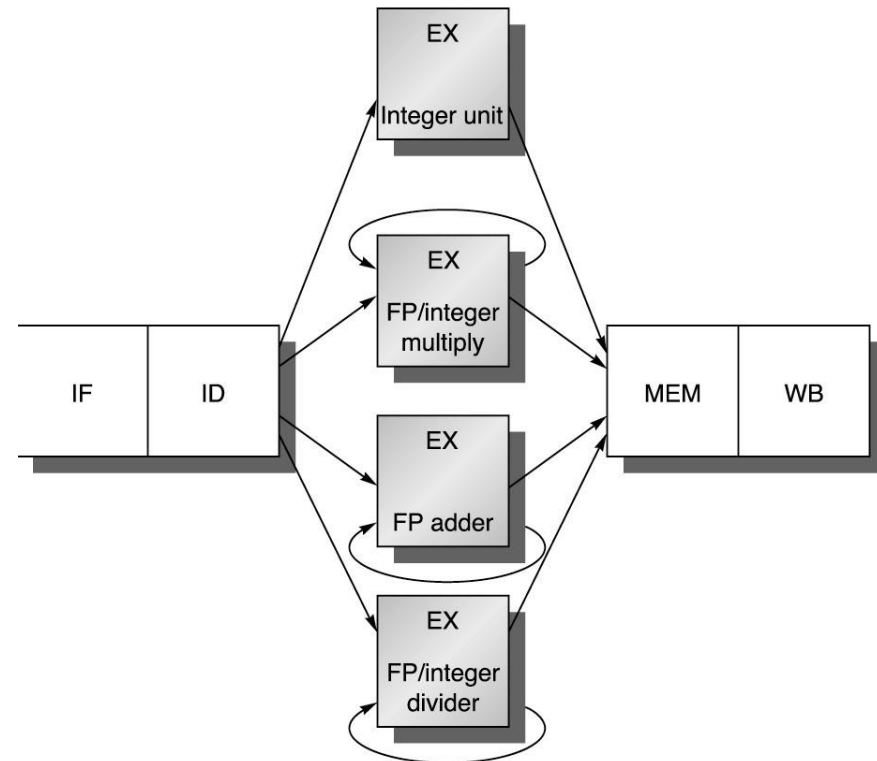 EX
Integer unit
EX
FP/integer
multiply
IF
ID
MEM
WB
EX
FP adder
EX
FP/integer
divider